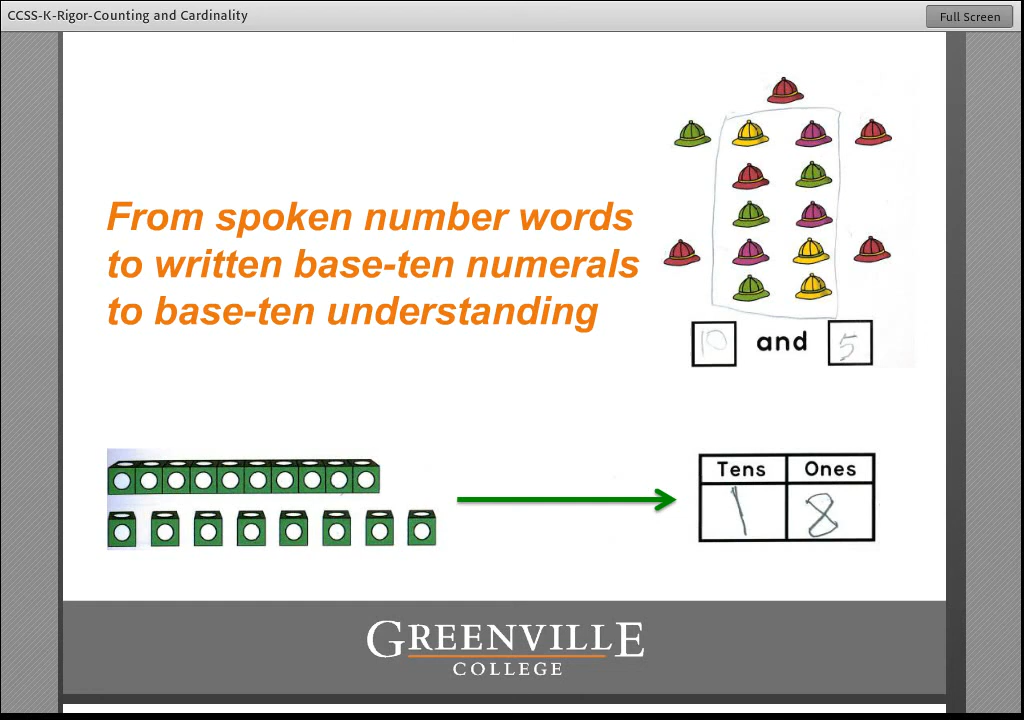 CCSS-K-Rigor-Counting and Cardinality
Full Screen
From spoken number words
to written base-ten numerals
to base-ten understanding
10 and 5
Tens Ones
1 8
GREENVILLE
COLLEGE